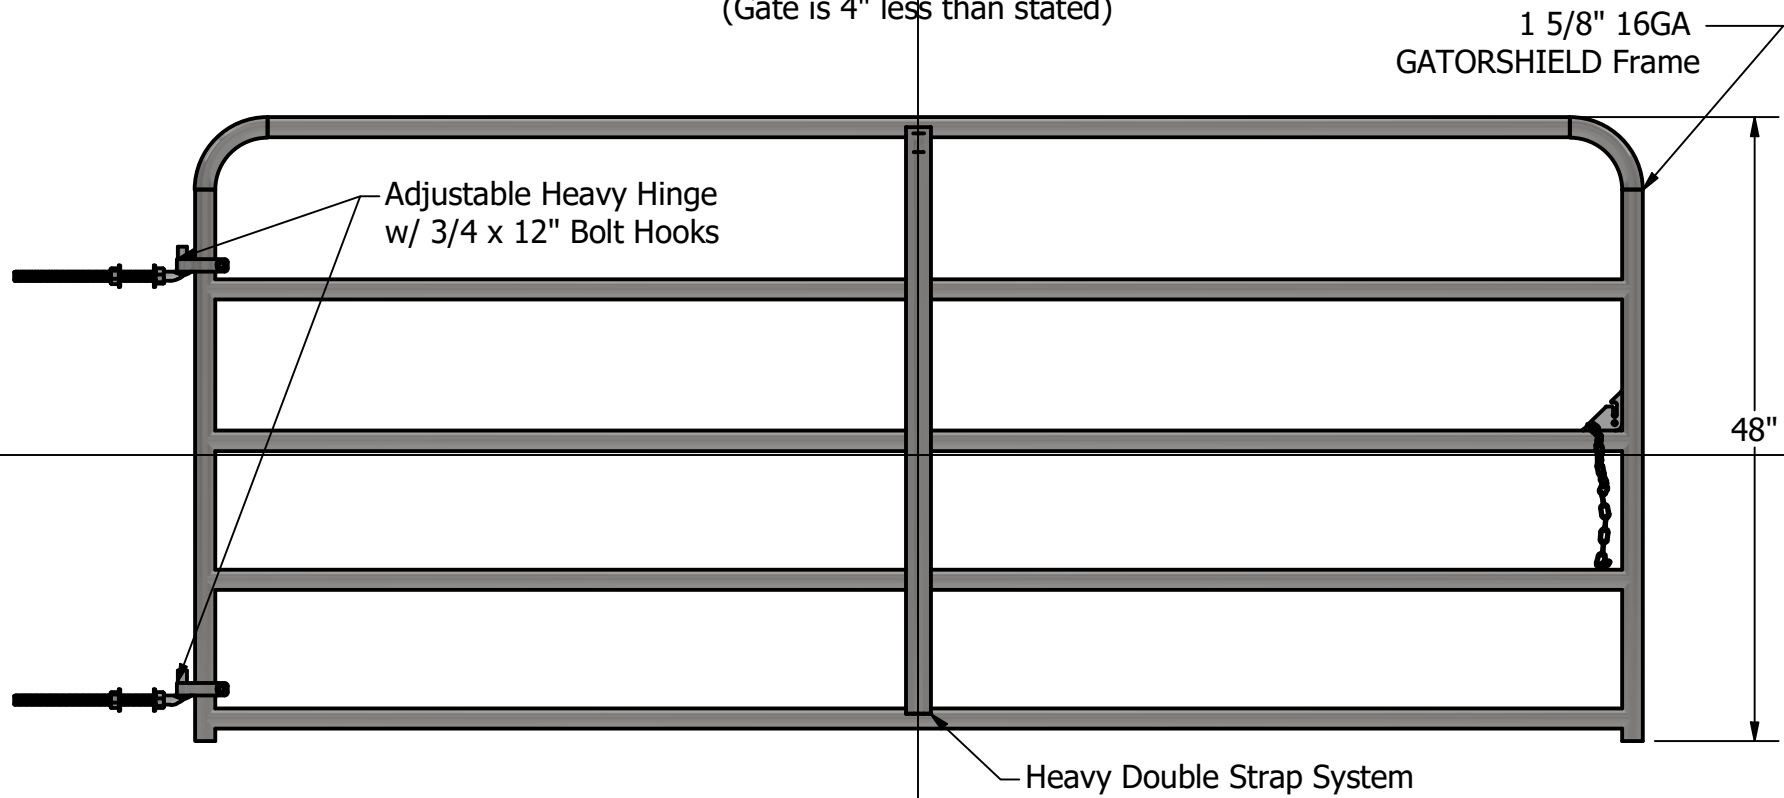 (Gate is 4" less than stated)
1 5/8" 16GA
GATORSHIELD Frame
Adjustable Heavy Hinge
w/ 3/4 x 12" Bolt Hooks
48"
Heavy Double Strap System